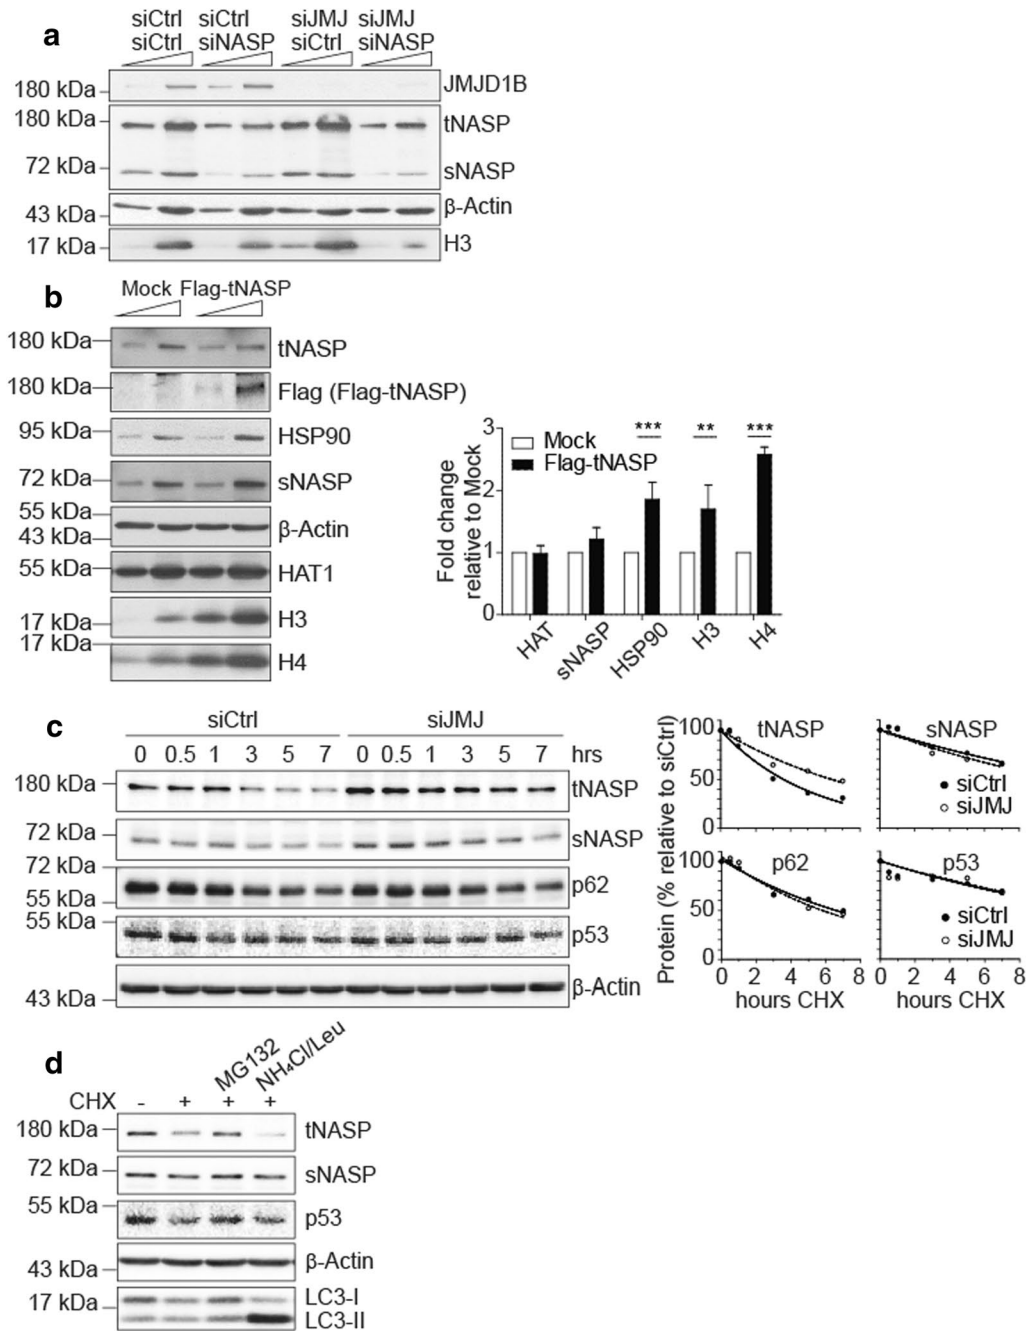 a
siCtrl siCtrl siJMJ siJMJ
siCtrl siNASP siCtrl siNASP
180 kDa JMJD1B
180 kDa tNASP
72 kDa sNASP
43 kDa β-Actin
17 kDa H3
b
Mock Flag-tNASP
180 kDa tNASP
180 kDa Flag (Flag-tNASP)
95 kDa HSP90
72 kDa sNASP
55 kDa
43 kDa β-Actin
55 kDa HAT1
17 kDa H3
17 kDa H4
Fold change
relative to Mock
3
2
1
0
Mock
Flag-tNASP
*** ** ***
HAT sNASP HSP90 H3 H4
c
siCtrl siJMJ
0 0.5 1 3 5 7 0 0.5 1 3 5 7 hrs
180 kDa tNASP
72 kDa sNASP
72 kDa
55 kDa p62
55 kDa p53
43 kDa β-Actin
Protein (% relative to siCtrl)
100 tNASP sNASP
50 siCtrl
siJMJ
0
100 p62 p53
50 siCtrl
siJMJ
0
0 2 4 6 8 0 2 4 6 8
hours CHX hours CHX
d
MG132
NH₄Cl/Leu
CHX - + + +
180 kDa tNASP
72 kDa sNASP
55 kDa p53
43 kDa β-Actin
17 kDa LC3-I
LC3-II